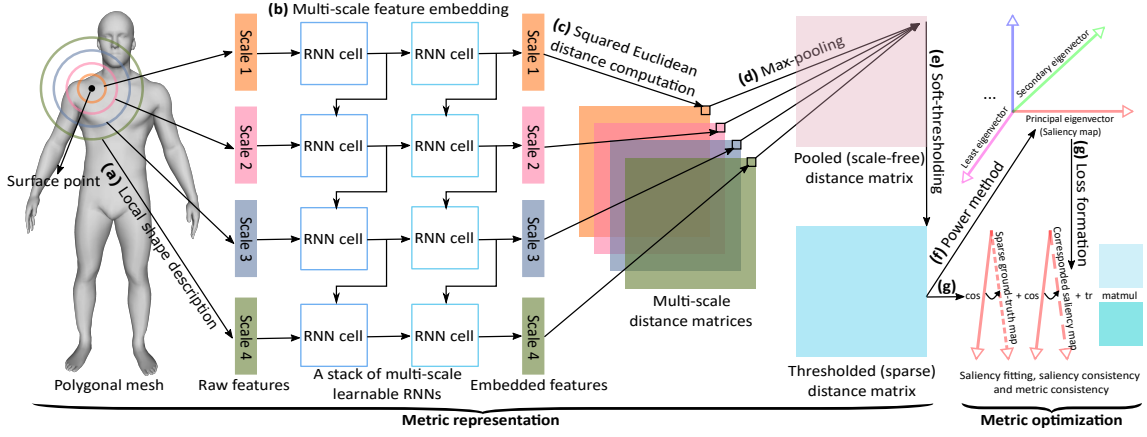 (b) Multi-scale feature embedding
Scale 1
RNN cell
RNN cell
Scale 1
(c) Squared Euclidean
distance computation
(d) Max-pooling
(e) Soft-thresholding
Secondary eigenvector
...
Principal eigenvector
(Saliency map)
Least eigenvector
Surface point
(a) Local shape description
Scale 2
RNN cell
RNN cell
Scale 2
Pooled (scale-free)
distance matrix
(f) Power method
(g) Loss formation
Scale 3
RNN cell
RNN cell
Scale 3
Multi-scale
distance matrices
(g)
cos
Sparse ground-truth map
+ cos
Corresponded saliency map
+ tr
matmul
Scale 4
RNN cell
RNN cell
Scale 4
Polygonal mesh
Raw features
A stack of multi-scale
learnable RNNs
Embedded features
Thresholded (sparse)
distance matrix
Saliency fitting, saliency consistency
and metric consistency
Metric representation
Metric optimization